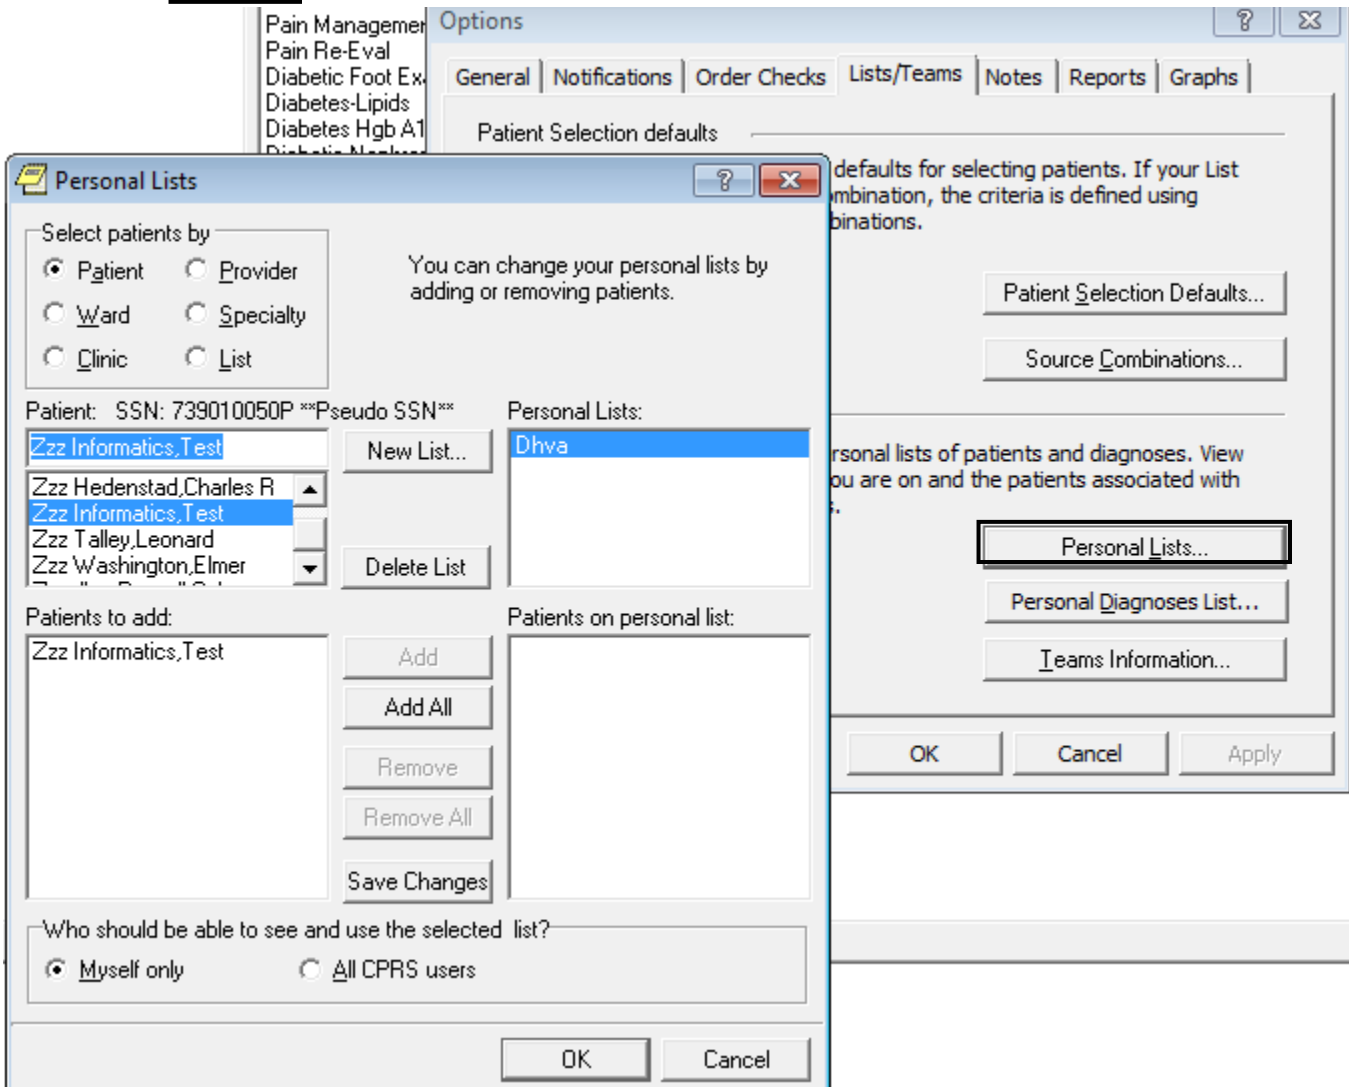 Pain Managemer
Pain Re-Eval
Diabetic Foot Ex
Diabetes-Lipids
Diabetes Hgb A1
Options
General
Notifications
Order Checks
Lists/Teams
Notes
Reports
Graphs
Patient Selection defaults
defaults for selecting patients. If your List
mbination, the criteria is defined using
binations.
Patient Selection Defaults...
Source Combinations...
rsonal lists of patients and diagnoses. View
ou are on and the patients associated with
Personal Lists...
Personal Diagnoses List...
Teams Information...
OK
Cancel
Apply
Personal Lists
Select patients by
Patient
Provider
Ward
Specialty
Clinic
List
You can change your personal lists by
adding or removing patients.
Patient: SSN: 739010050P **Pseudo SSN**
Personal Lists:
Zzz Informatics,Test
New List...
Dhva
Zzz Hedenstad,Charles R
Zzz Informatics,Test
Zzz Talley,Leonard
Zzz Washington,Elmer
Delete List
Patients to add:
Patients on personal list:
Zzz Informatics,Test
Add
Add All
Remove
Remove All
Save Changes
Who should be able to see and use the selected list?
Myself only
All CPRS users
OK
Cancel